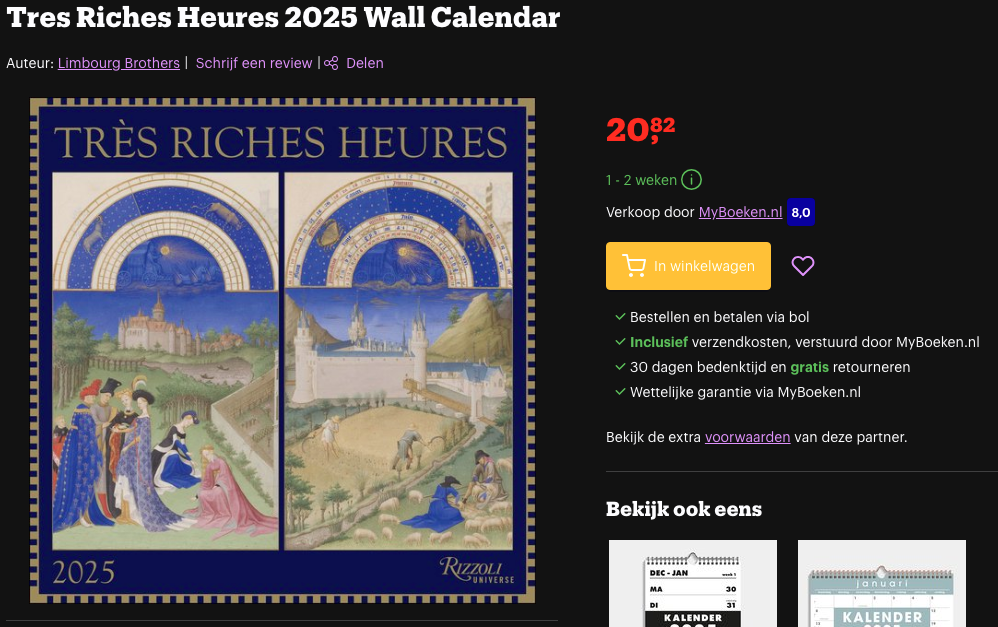 Tres Riches Heures 2025 Wall Calendar
Auteur: Limbourg Brothers | Schrijf een review | Delen
TRÈS RICHES HEURES
2025
RIZZOLI
UNIVERSE
20,82
1 - 2 weken
Verkoop door MyBoeken.nl 8,0
In winkelwagen
Bestellen en betalen via bol
Inclusief verzendkosten, verstuurd door MyBoeken.nl
30 dagen bedenktijd en gratis retourneren
Wettelijke garantie via MyBoeken.nl
Bekijk de extra voorwaarden van deze partner.
Bekijk ook eens
DEC - JAN week 1
MA 30
DI 31
KALENDER
januari
KALENDER